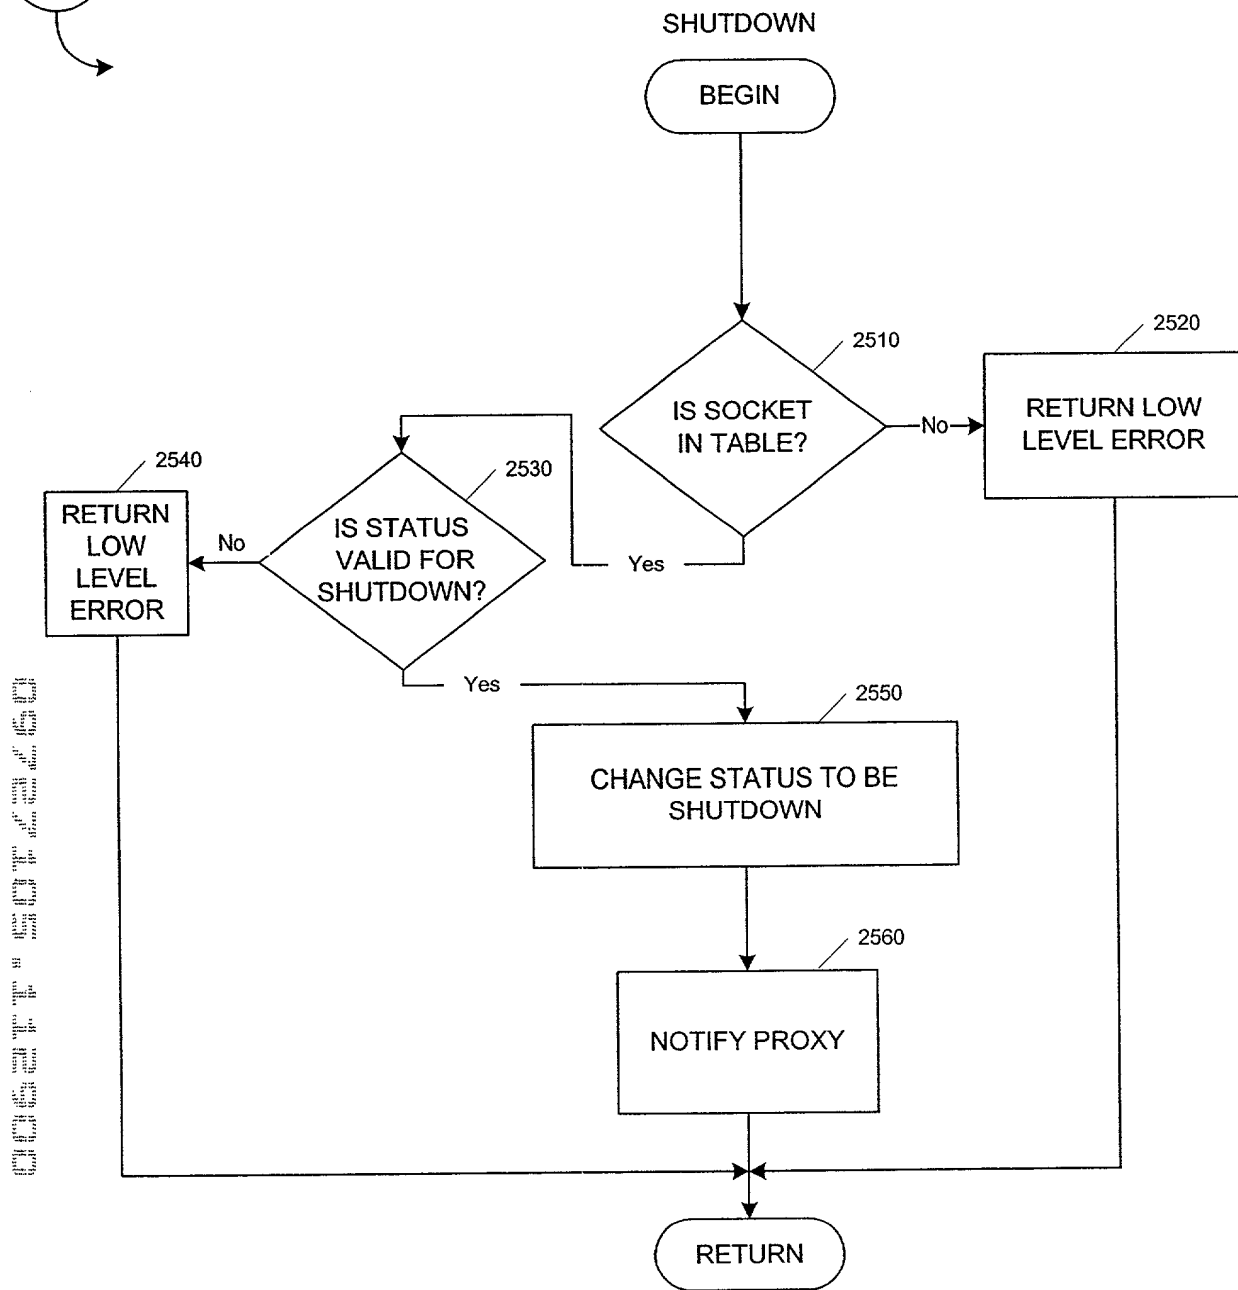 SHUTDOWN
BEGIN
2510
IS SOCKET
IN TABLE?
No
2520
RETURN LOW
LEVEL ERROR
Yes
2530
IS STATUS
VALID FOR
SHUTDOWN?
No
2540
RETURN
LOW
LEVEL
ERROR
Yes
2550
CHANGE STATUS TO BE
SHUTDOWN
2560
NOTIFY PROXY
RETURN